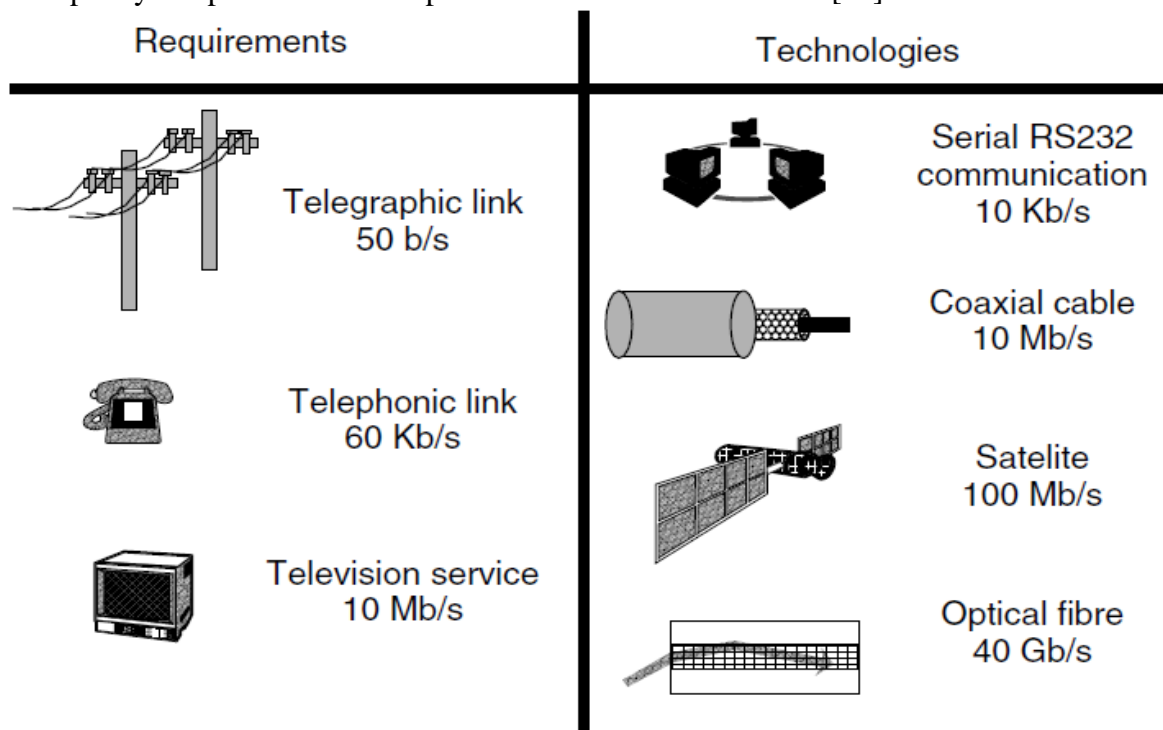 Requirements
Technologies
Telegraphic link
50 b/s
Telephonic link
60 Kb/s
Television service
10 Mb/s
Serial RS232
communication
10 Kb/s
Coaxial cable
10 Mb/s
Satelite
100 Mb/s
Optical fibre
40 Gb/s